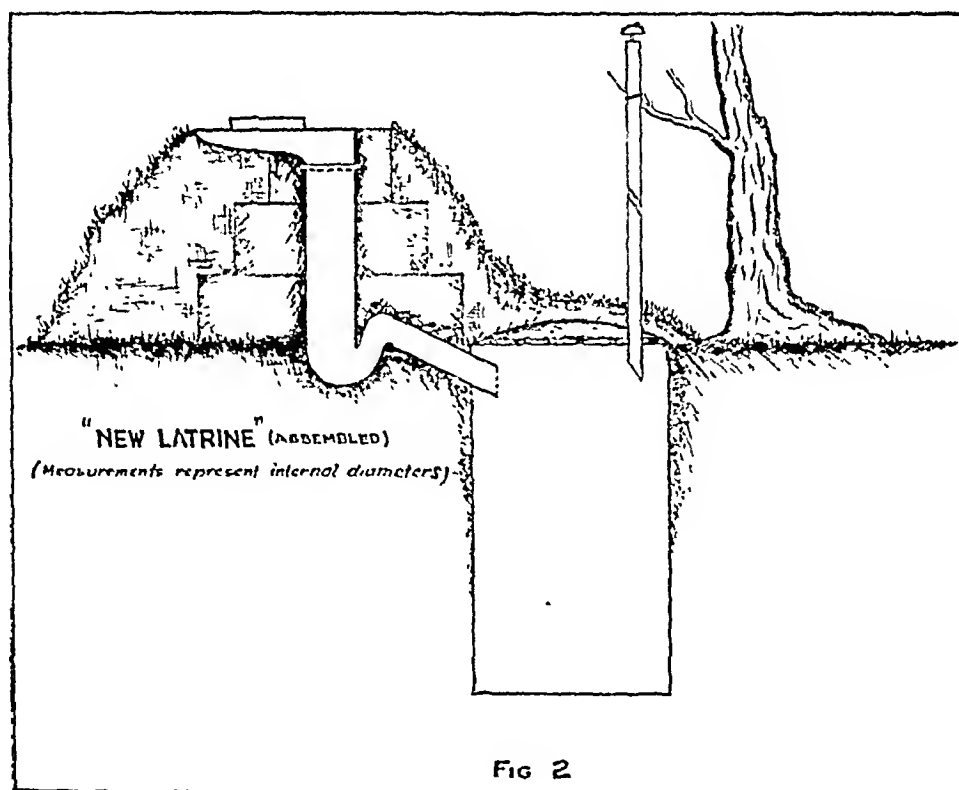 "NEW LATRINE" (ASSEMBLED)
(Measurements represent internal diameters)
FIG 2